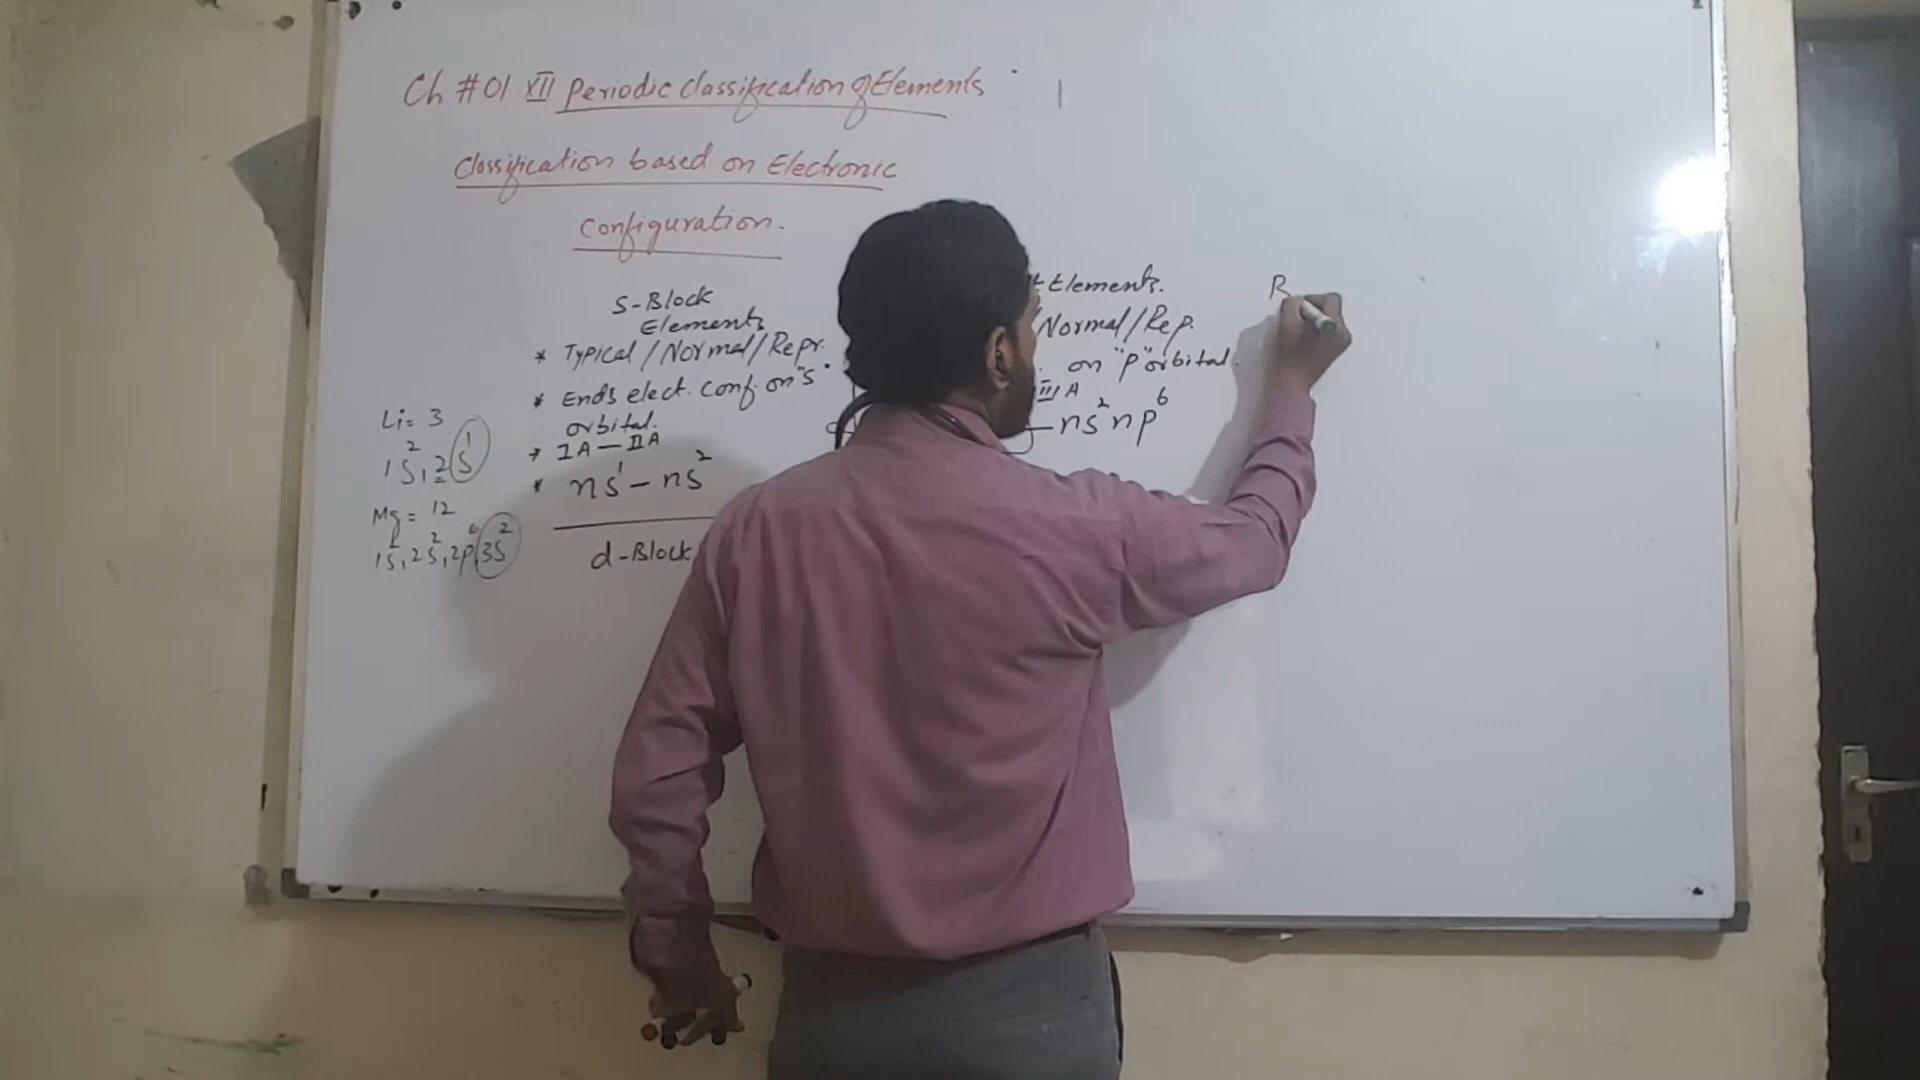 Ch # 01 XII Periodic Classification of Elements
Classification based on Electronic
Configuration.
S-Block
Elements
* Typical / Normal / Repr.
* Ends elect. conf. on "s"
orbital.
* IA — IIA
* ns¹ — ns²
d-Block
Li = 3
1s², 2s¹
Mg = 12
1s², 2s², 2p⁶, 3s²
Elements.
/ Normal / Rep.
on "p" orbital.
III A
— ns² np⁶
B